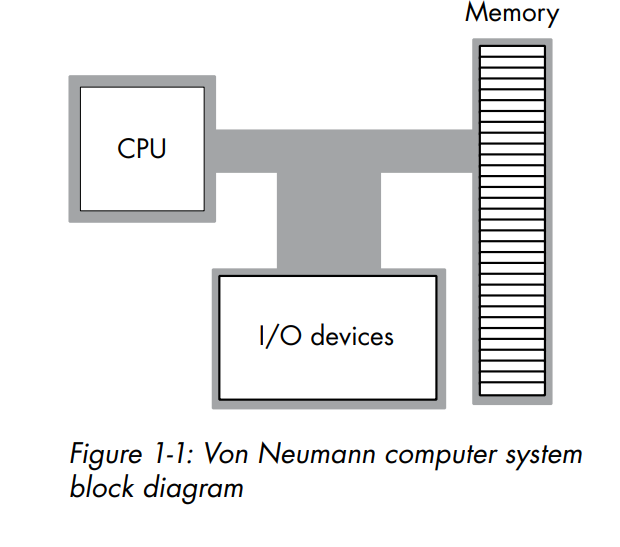 Memory
CPU
I/O devices
Figure 1-1: Von Neumann computer system
block diagram